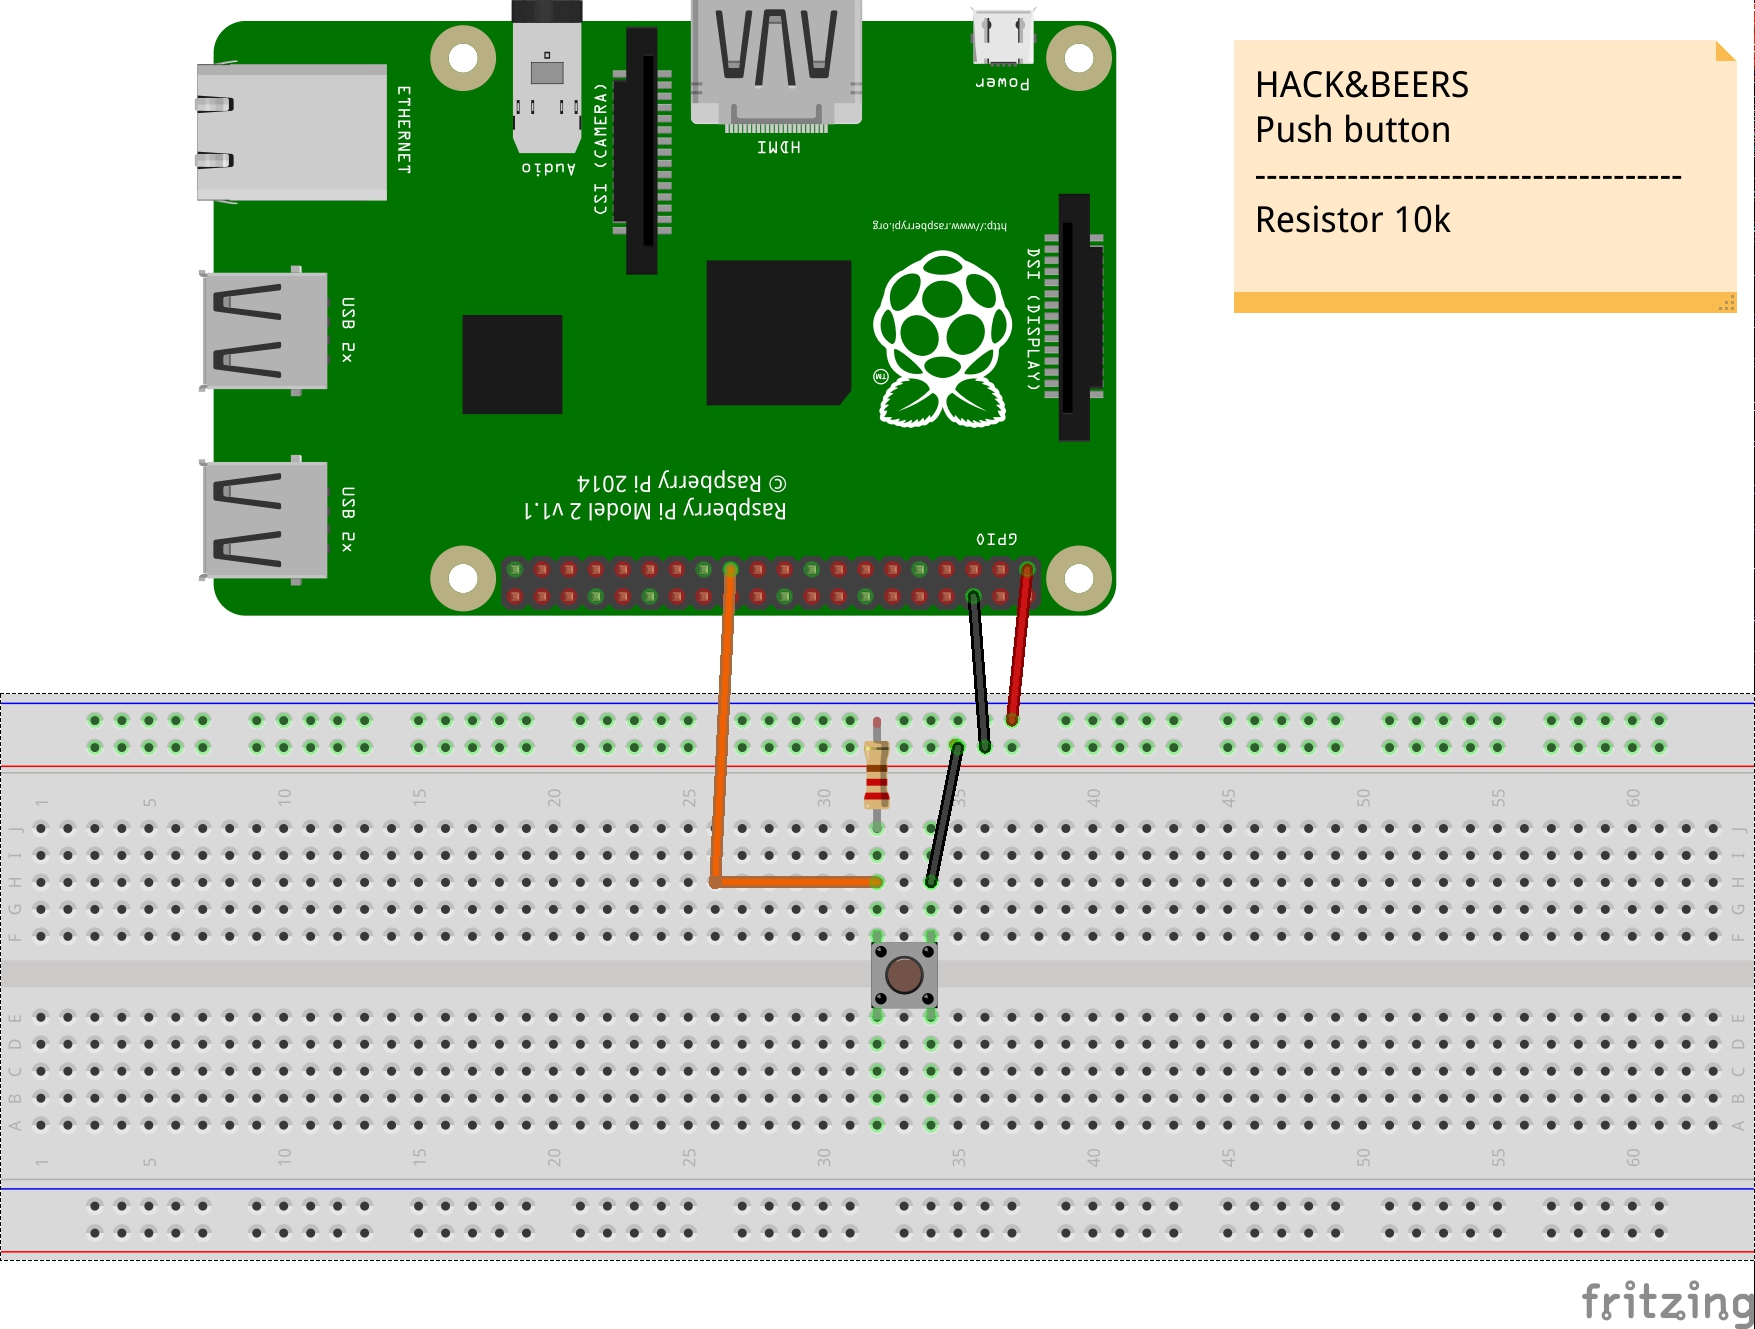 HACK&BEERS
Push button
-----------------------------------
Resistor 10k
Power
HDMI
Audio
CSI (CAMERA)
ETHERNET
http://www.raspberrypi.org
DSI (DISPLAY)
TM
USB 2x
USB 2x
© Raspberry Pi 2014
Raspberry Pi Model 2 v1.1
GPIO
1 5 10 15 20 25 30 35 40 45 50 55 60
J J
I I
H H
G G
F F
E E
D D
C C
B B
A A
1 5 10 15 20 25 30 35 40 45 50 55 60
fritzing